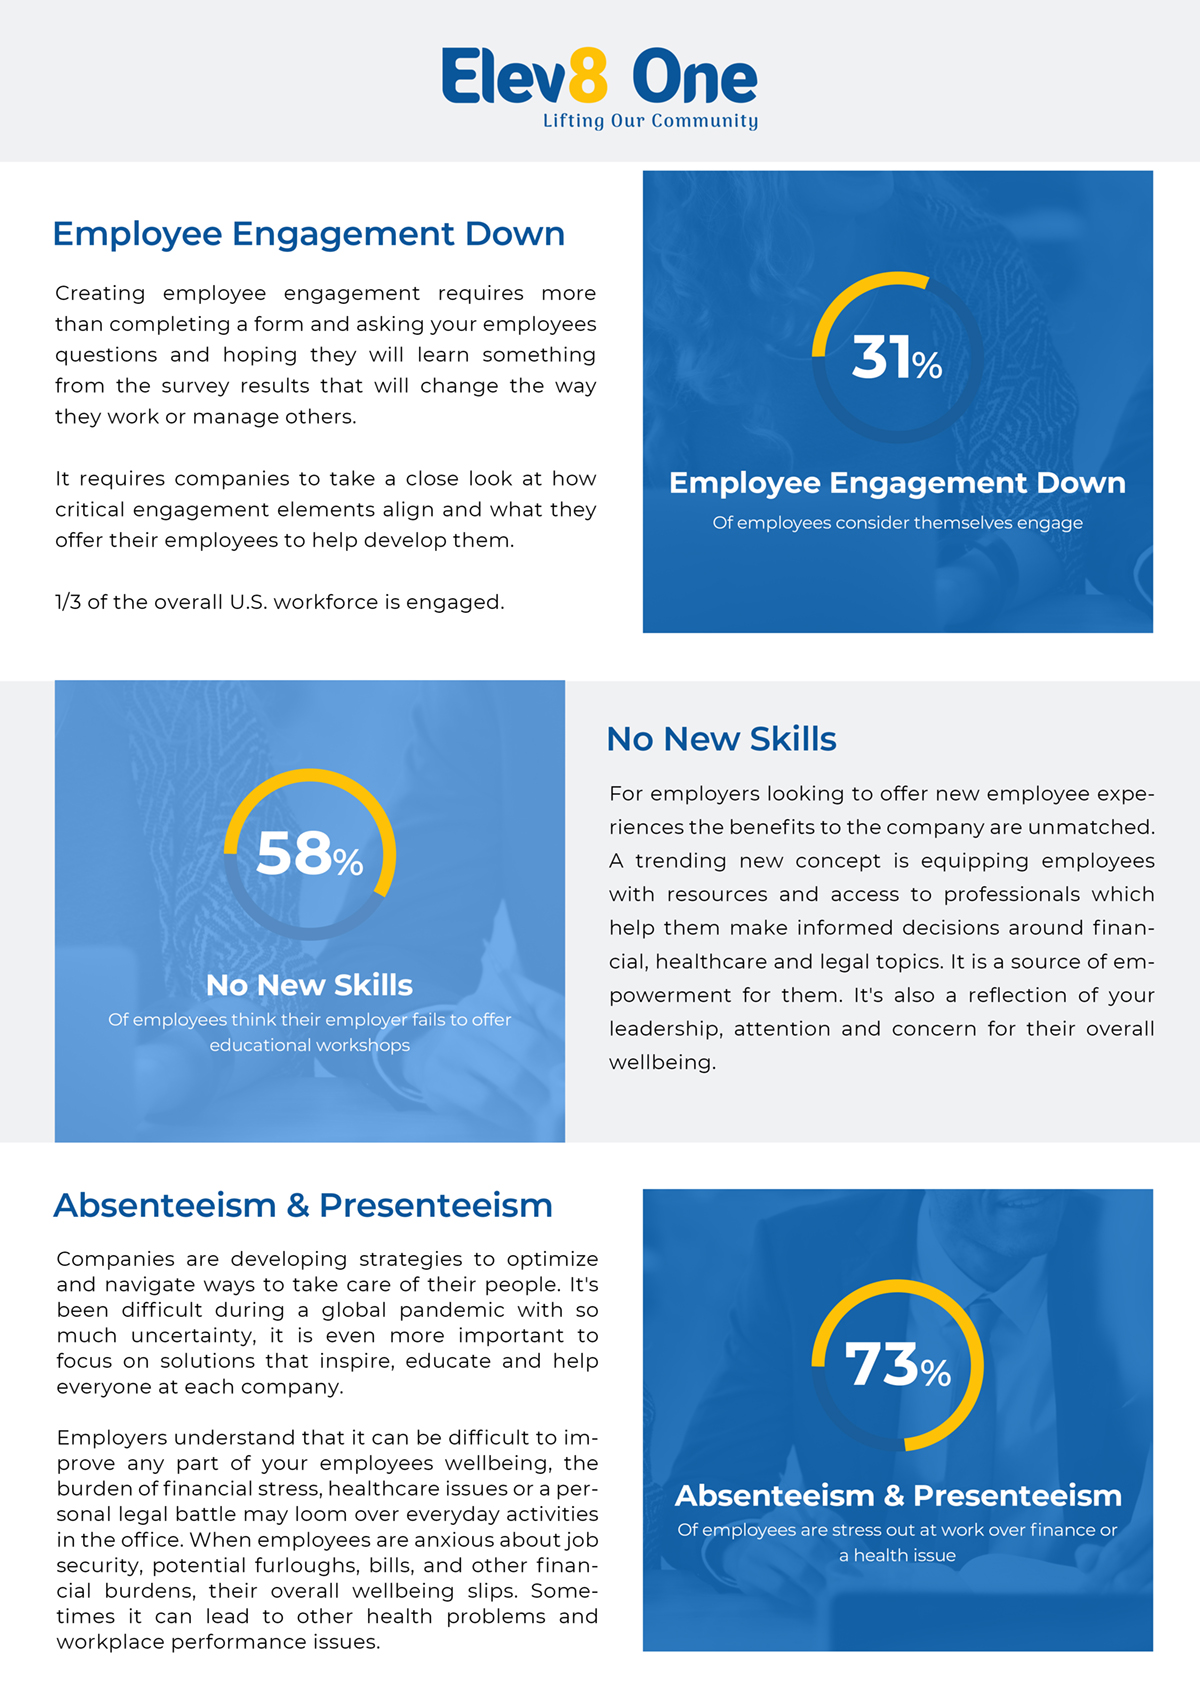 Elev8 One
Lifting Our Community
Employee Engagement Down
Creating employee engagement requires more
than completing a form and asking your employees
questions and hoping they will learn something
from the survey results that will change the way
they work or manage others.
It requires companies to take a close look at how
critical engagement elements align and what they
offer their employees to help develop them.
1/3 of the overall U.S. workforce is engaged.
31%
Employee Engagement Down
Of employees consider themselves engage
58%
No New Skills
Of employees think their employer fails to offer
educational workshops
No New Skills
For employers looking to offer new employee expe-
riences the benefits to the company are unmatched.
A trending new concept is equipping employees
with resources and access to professionals which
help them make informed decisions around finan-
cial, healthcare and legal topics. It is a source of em-
powerment for them. It's also a reflection of your
leadership, attention and concern for their overall
wellbeing.
Absenteeism & Presenteeism
Companies are developing strategies to optimize
and navigate ways to take care of their people. It's
been difficult during a global pandemic with so
much uncertainty, it is even more important to
focus on solutions that inspire, educate and help
everyone at each company.
Employers understand that it can be difficult to im-
prove any part of your employees wellbeing, the
burden of financial stress, healthcare issues or a per-
sonal legal battle may loom over everyday activities
in the office. When employees are anxious about job
security, potential furloughs, bills, and other finan-
cial burdens, their overall wellbeing slips. Some-
times it can lead to other health problems and
workplace performance issues.
73%
Absenteeism & Presenteeism
Of employees are stress out at work over finance or
a health issue